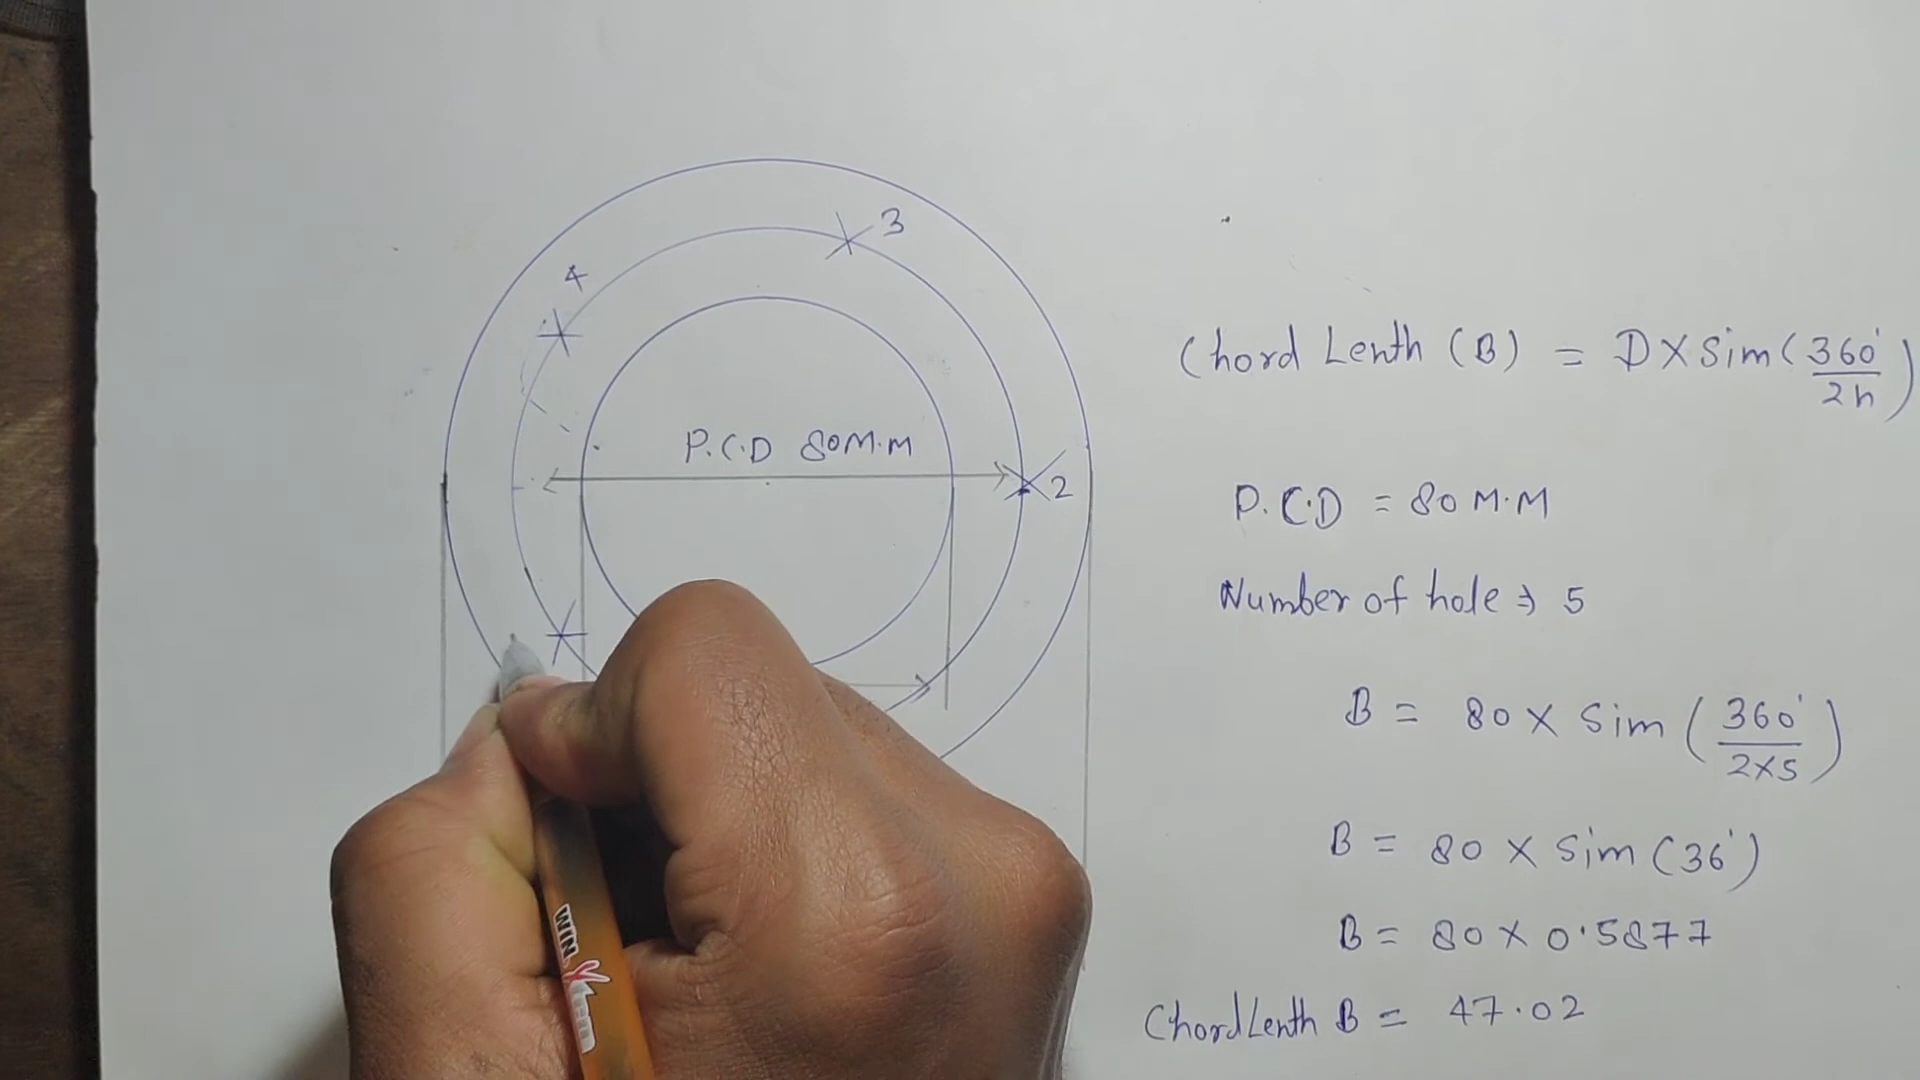 3
4
P.C.D 80M.M
2
Chord Lenth (B) = D X Sim ( 360° / 2n )
P.C.D = 80 M.M
Number of hole ⇒ 5
B = 80 X Sim ( 360° / 2X5 )
B = 80 X Sim (36°)
B = 80 X 0.5877
Chord Lenth B = 47.02
WIN